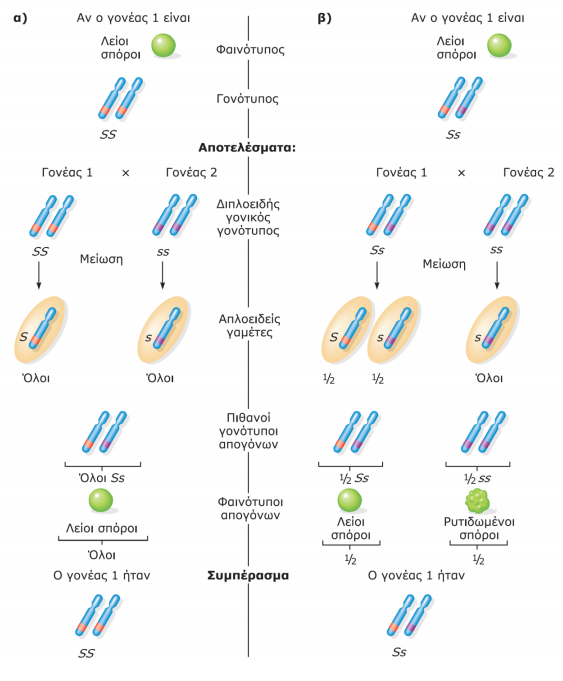 α)
Αν ο γονέας 1 είναι
Λείοι
σπόροι
SS
Γονέας 1 × Γονέας 2
SS ss
Μείωση
S s
Όλοι Όλοι
Όλοι Ss
Λείοι σπόροι
Όλοι
Ο γονέας 1 ήταν
SS
Φαινότυπος
Γονότυπος
Αποτελέσματα:
Διπλοειδής
γονικός
γονότυπος
Απλοειδείς
γαμέτες
Πιθανοί
γονότυποι
απογόνων
Φαινότυποι
απογόνων
Συμπέρασμα
β)
Αν ο γονέας 1 είναι
Λείοι
σπόροι
Ss
Γονέας 1 × Γονέας 2
Ss ss
Μείωση
S s s
½ ½ Όλοι
½ Ss ½ ss
Λείοι
σπόροι
½
Ρυτιδωμένοι
σπόροι
½
Ο γονέας 1 ήταν
Ss